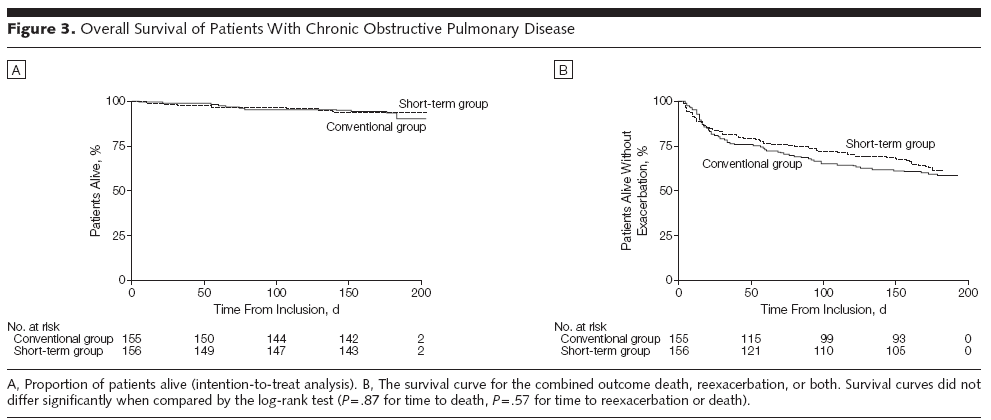 Figure 3. Overall Survival of Patients With Chronic Obstructive Pulmonary Disease
A
100
75
50
25
0
Patients Alive, %
Short-term group
Conventional group
0 50 100 150 200
Time From Inclusion, d
No. at risk
Conventional group 155 150 144 142 2
Short-term group 156 149 147 143 2
B
100
75
50
25
0
Patients Alive Without
Exacerbation, %
Short-term group
Conventional group
0 50 100 150 200
Time From Inclusion, d
No. at risk
Conventional group 155 115 99 93 0
Short-term group 156 121 110 105 0
A, Proportion of patients alive (intention-to-treat analysis). B, The survival curve for the combined outcome death, reexacerbation, or both. Survival curves did not
differ significantly when compared by the log-rank test (P=.87 for time to death, P=.57 for time to reexacerbation or death).